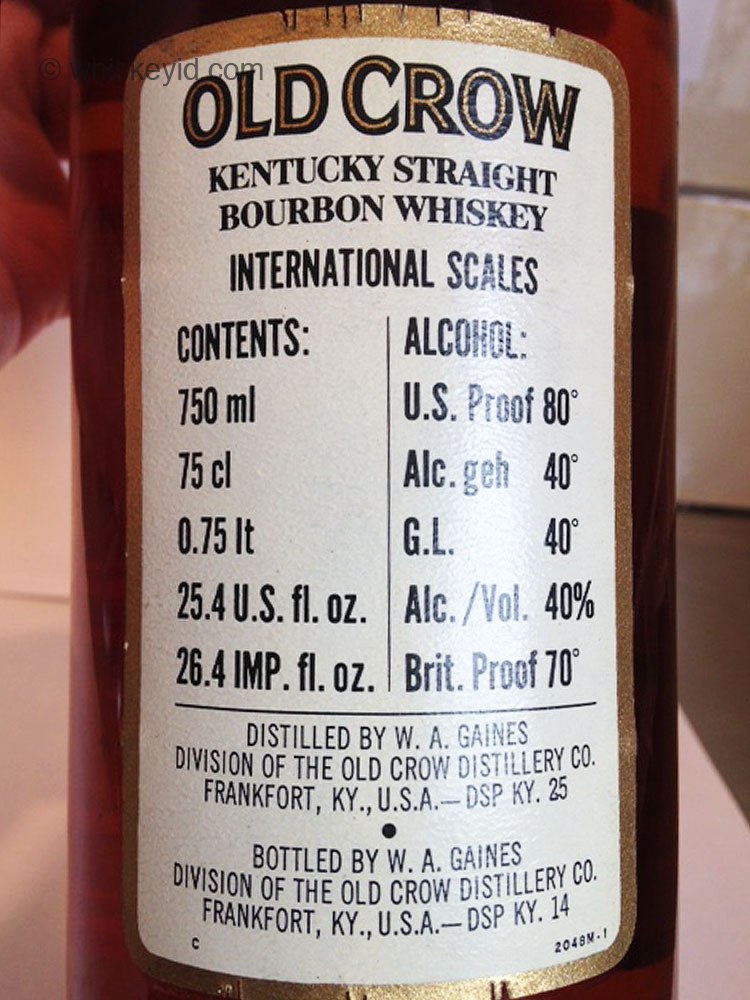 © whiskeyid.com
OLD CROW
KENTUCKY STRAIGHT
BOURBON WHISKEY
INTERNATIONAL SCALES
CONTENTS: ALCOHOL:
750 ml U.S. Proof 80°
75 cl Alc. geh 40°
0.75 lt G.L. 40°
25.4 U.S. fl. oz. Alc./Vol. 40%
26.4 IMP. fl. oz. Brit. Proof 70°
DISTILLED BY W. A. GAINES
DIVISION OF THE OLD CROW DISTILLERY CO.
FRANKFORT, KY., U.S.A.—DSP KY. 25
●
BOTTLED BY W. A. GAINES
DIVISION OF THE OLD CROW DISTILLERY CO.
FRANKFORT, KY., U.S.A.—DSP KY. 14
C 2048M-1